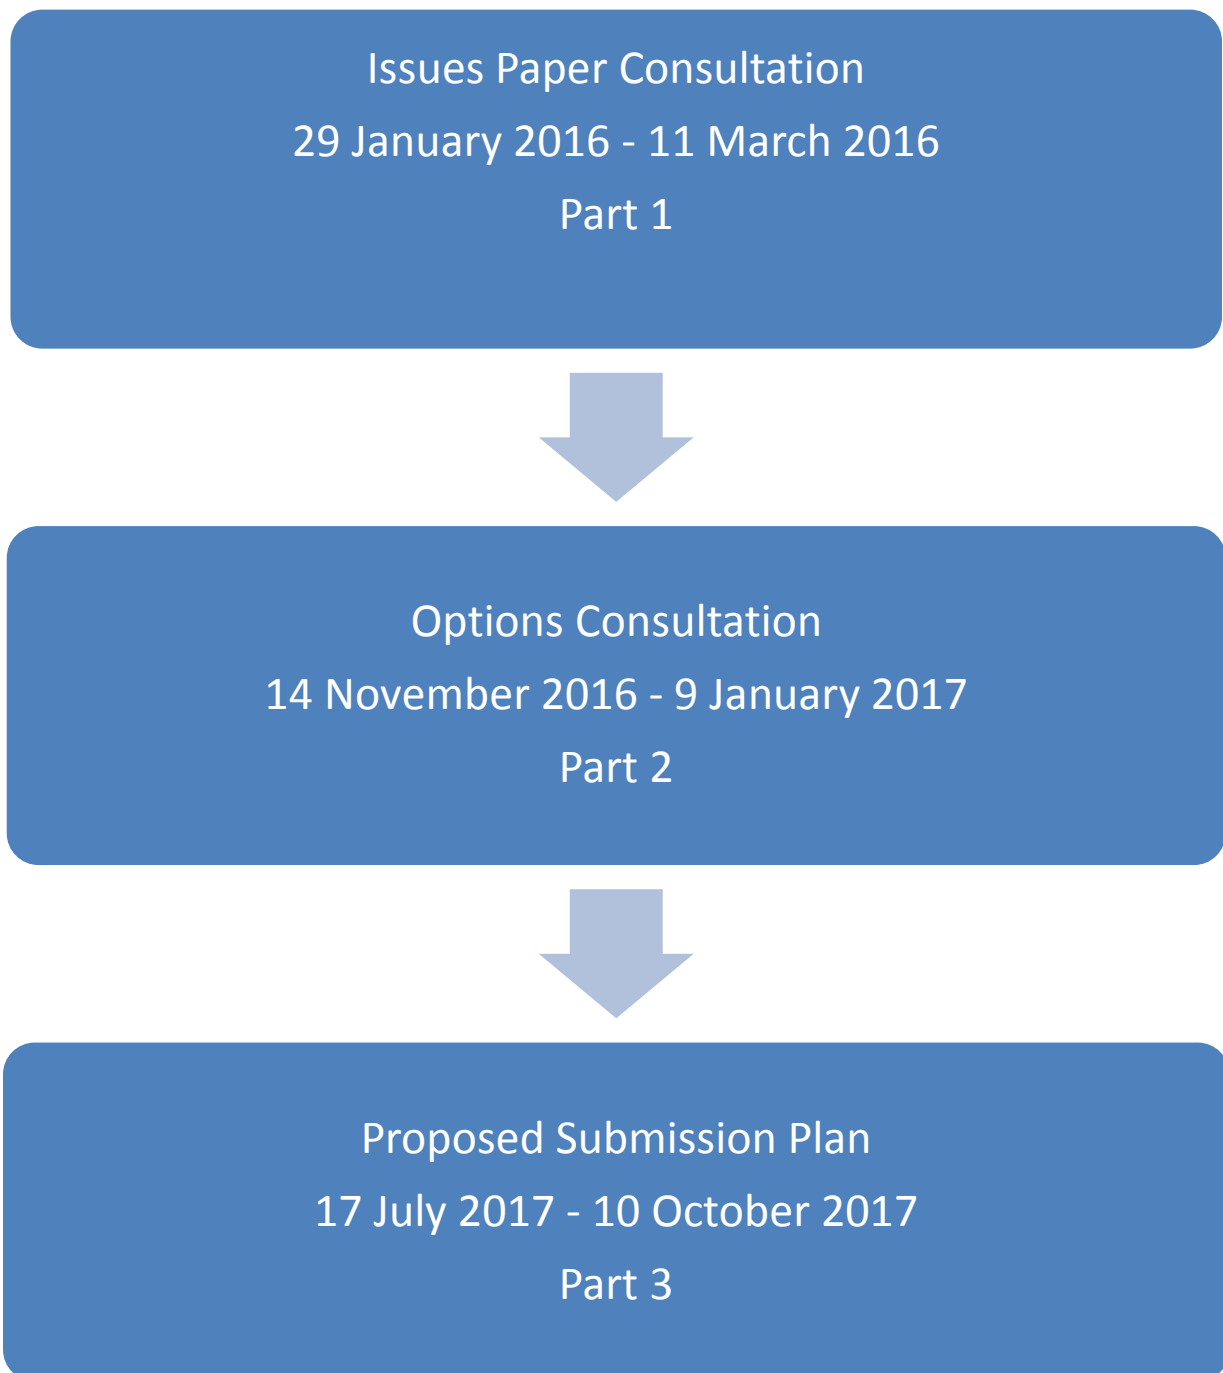 Issues Paper Consultation
29 January 2016 - 11 March 2016
Part 1
Options Consultation
14 November 2016 - 9 January 2017
Part 2
Proposed Submission Plan
17 July 2017 - 10 October 2017
Part 3